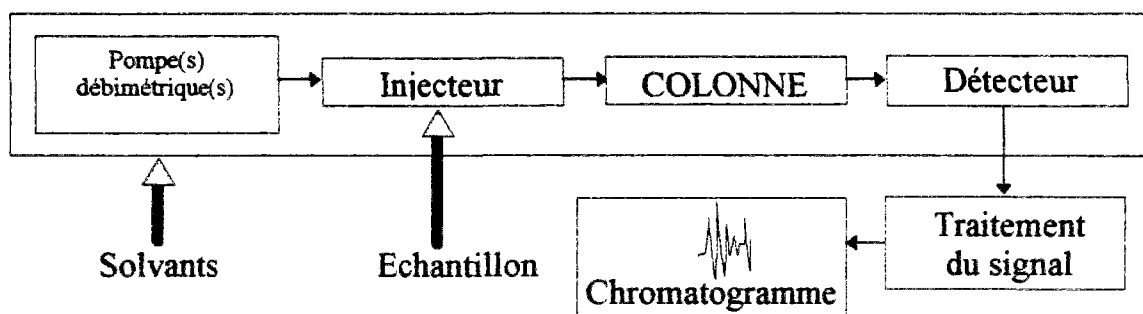 Pompe(s)
débimétrique(s)
Injecteur
COLONNE
Détecteur
Solvants
Echantillon
Traitement
du signal
Chromatogramme